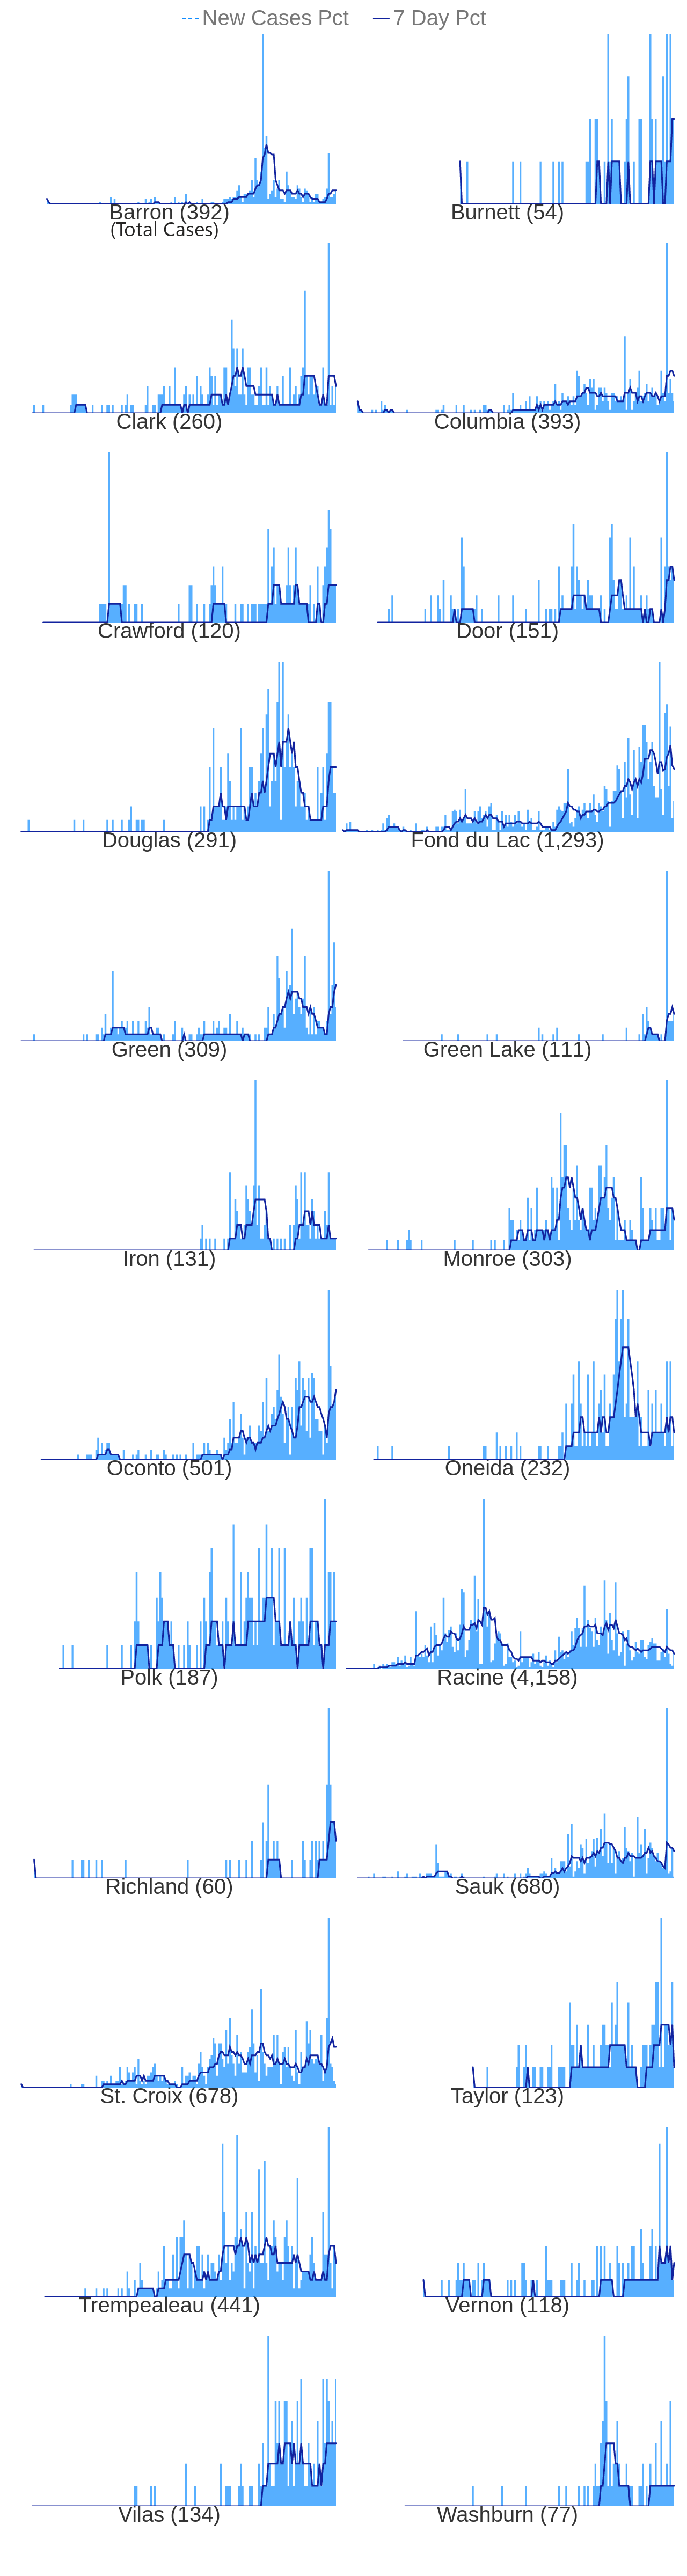 New Cases Pct 7 Day Pct
Barron (392) Burnett (54)
(Total Cases)
Clark (260) Columbia (393)
Crawford (120) Door (151)
Douglas (291) Fond du Lac (1,293)
Green (309) Green Lake (111)
Iron (131) Monroe (303)
Oconto (501) Oneida (232)
Polk (187) Racine (4,158)
Richland (60) Sauk (680)
St. Croix (678) Taylor (123)
Trempealeau (441) Vernon (118)
Vilas (134) Washburn (77)